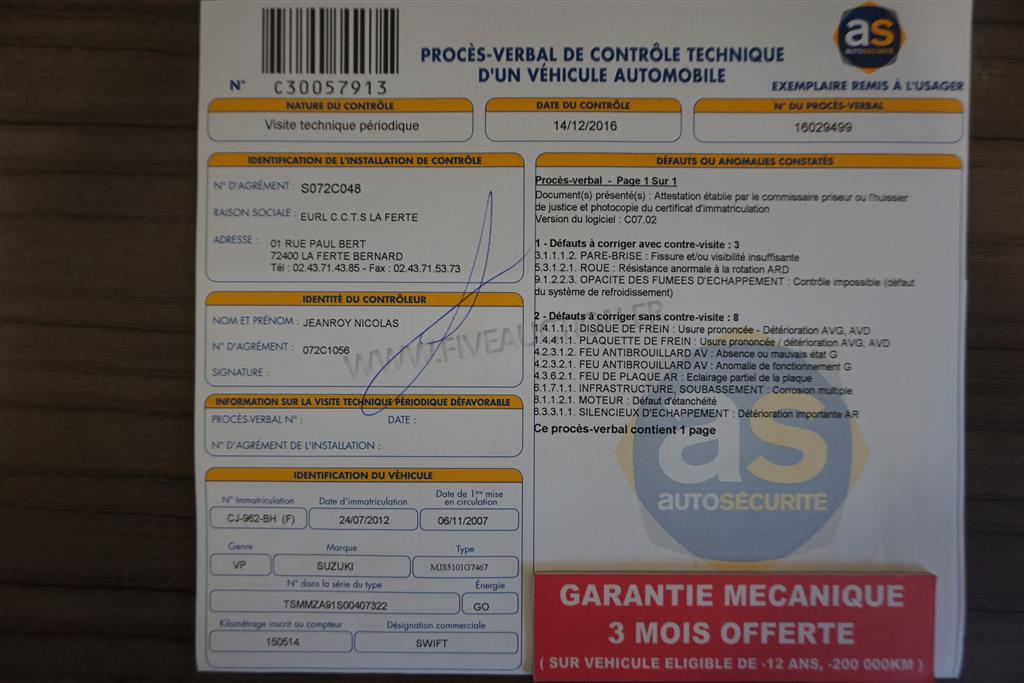 N° C30057913
PROCÈS-VERBAL DE CONTRÔLE TECHNIQUE
D'UN VÉHICULE AUTOMOBILE
as
AUTOSÉCURITÉ
EXEMPLAIRE REMIS À L'USAGER
NATURE DU CONTRÔLE
Visite technique périodique
DATE DU CONTRÔLE
14/12/2016
N° DU PROCÈS-VERBAL
16029499
IDENTIFICATION DE L'INSTALLATION DE CONTRÔLE
N° D'AGRÉMENT : S072C048
RAISON SOCIALE : EURL C.C.T.S LA FERTE
ADRESSE : 01 RUE PAUL BERT
72400 LA FERTE BERNARD
Tél : 02.43.71.43.85 - Fax : 02.43.71.53.73
IDENTITÉ DU CONTRÔLEUR
NOM ET PRÉNOM : JEANROY NICOLAS
N° D'AGRÉMENT : 072C1056
SIGNATURE :
INFORMATION SUR LA VISITE TECHNIQUE PÉRIODIQUE DÉFAVORABLE
PROCÈS-VERBAL N° : DATE :
N° D'AGRÉMENT DE L'INSTALLATION :
IDENTIFICATION DU VÉHICULE
N° Immatriculation
CJ-962-BH (F)
Date d'immatriculation
24/07/2012
Date de 1ère mise
en circulation
06/11/2007
Genre
VP
Marque
SUZUKI
Type
MJS5101G7467
N° dans la série du type
TSMMZA91S00407322
Énergie
GO
Kilométrage inscrit au compteur
150514
Désignation commerciale
SWIFT
DÉFAUTS OU ANOMALIES CONSTATÉS
Procès-verbal - Page 1 Sur 1
Document(s) présenté(s) : Attestation établie par le commissaire priseur ou l'huissier
de justice et photocopie du certificat d'immatriculation
Version du logiciel : C07.02
1 - Défauts à corriger avec contre-visite : 3
3.1.1.1.2. PARE-BRISE : Fissure et/ou visibilité insuffisante
5.3.1.2.1. ROUE : Résistance anormale à la rotation ARD
9.1.2.2.3. OPACITE DES FUMEES D'ECHAPPEMENT : Contrôle impossible (défaut
du système de refroidissement)
2 - Défauts à corriger sans contre-visite : 8
1.4.1.1.1. DISQUE DE FREIN : Usure prononcée - Détérioration AVG, AVD
1.4.4.1.1. PLAQUETTE DE FREIN : Usure prononcée / détérioration AVG, AVD
4.2.3.1.2. FEU ANTIBROUILLARD AV : Absence ou mauvais état G
4.2.3.2.1. FEU ANTIBROUILLARD AV : Anomalie de fonctionnement G
4.3.6.2.1. FEU DE PLAQUE AR : Eclairage partiel de la plaque
6.1.7.1.1. INFRASTRUCTURE, SOUBASSEMENT : Corrosion multiple
8.1.1.2.1. MOTEUR : Défaut d'étanchéité
8.3.3.1.1. SILENCIEUX D'ECHAPPEMENT : Détérioration importante AR
Ce procès-verbal contient 1 page
as
AUTOSÉCURITÉ
WWW.FIVEAUCTION.FR
GARANTIE MECANIQUE
3 MOIS OFFERTE
( SUR VEHICULE ELIGIBLE DE -12 ANS, -200 000KM )